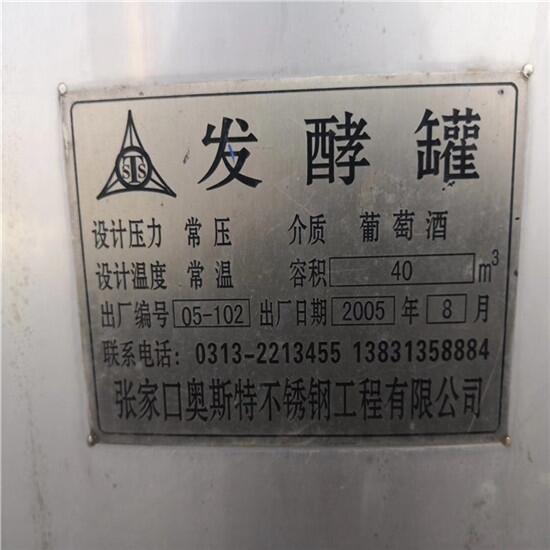 STS 发酵罐
设计压力 常压 介质 葡萄酒
设计温度 常温 容积 40 m³
出厂编号 05-102 出厂日期 2005 年 8 月
联系电话: 0313-2213455 13831358884
张家口奥斯特不锈钢工程有限公司